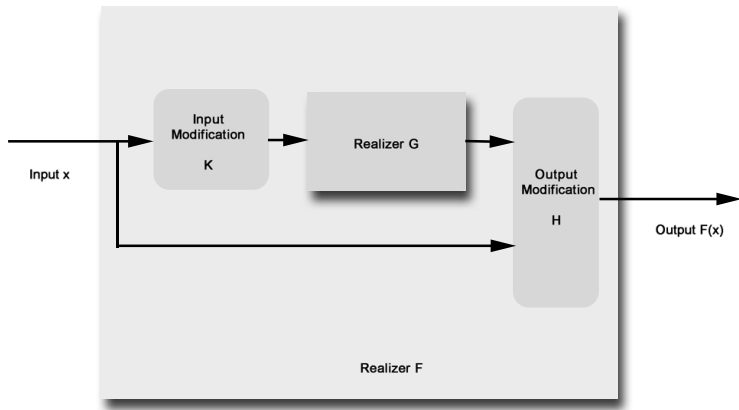 Input
Modification
K
Realizer G
Input x
Output
Modification
H
Output F(x)
Realizer F